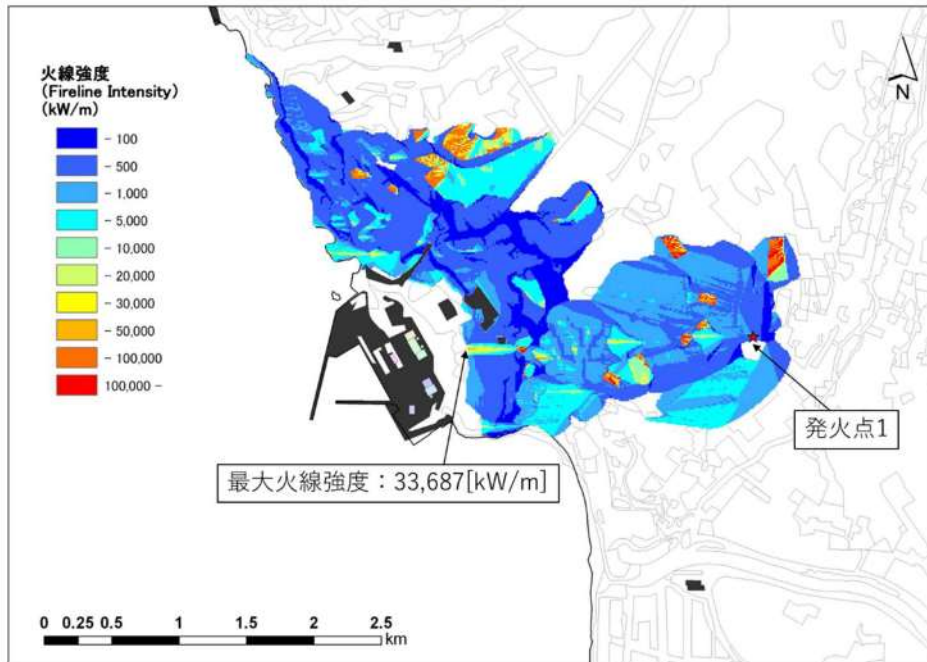 火線強度
(Fireline Intensity)
(kW/m)
- 100
- 500
- 1,000
- 5,000
- 10,000
- 20,000
- 30,000
- 50,000
- 100,000
100,000 -
N
発火点1
最大火線強度：33,687[kW/m]
0 0.25 0.5 1 1.5 2 2.5
km